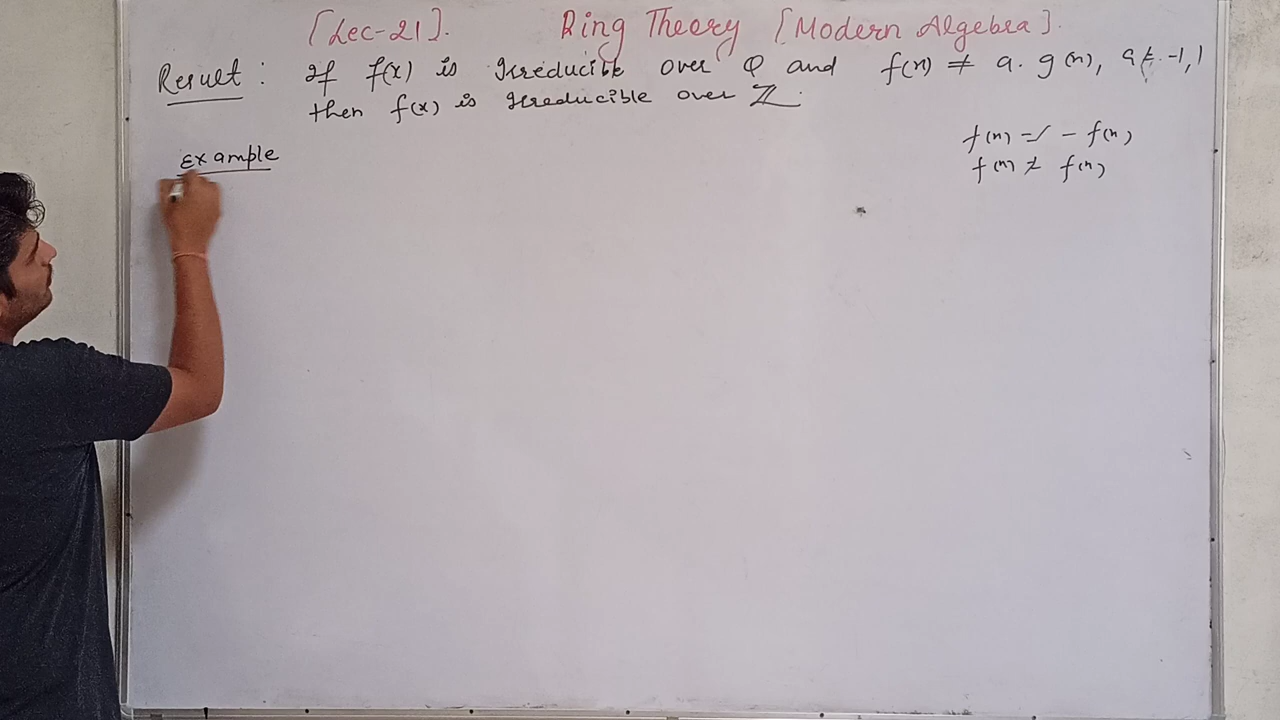 [Lec-21]. Ring Theory [Modern Algebra].
Result : If f(x) is Irreducible over Q and f(x) ≠ a. g(x), a ≠ -1, 1
then f(x) is Irreducible over ℤ.
f(x) = - f(x)
Example
f(x) ≠ f(x)